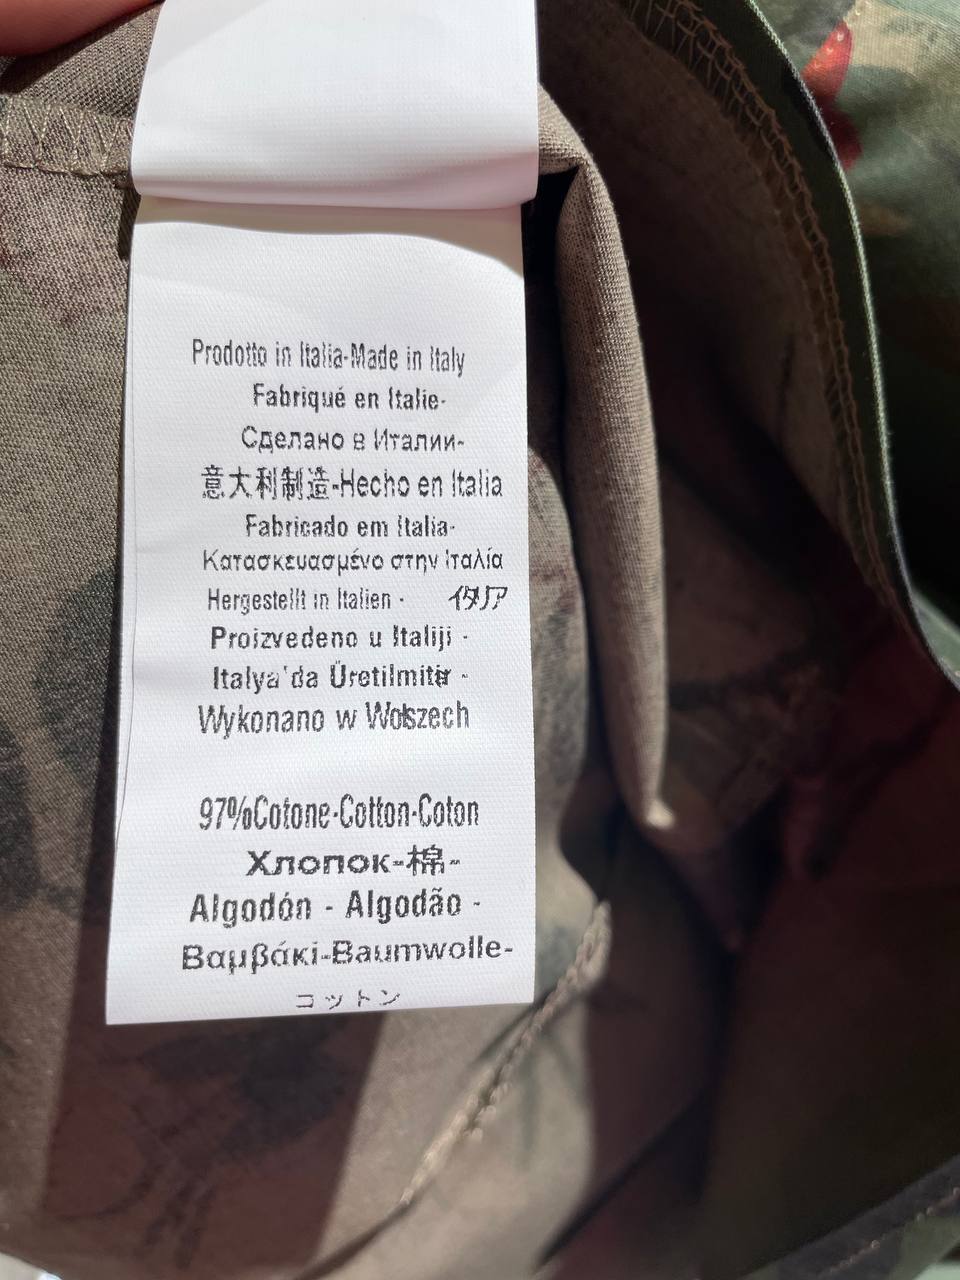 Prodotto in Italia-Made in Italy
Fabriqué en Italie-
Сделано в Италии-
意大利制造-Hecho en Italia
Fabricado em Italia-
Κατασκευασμένο στην Ιταλία
Hergestellt in Italien - イタリア
Proizvedeno u Italiji -
Italya'da Üretilmitir -
Wykonano w Wołszech
97%Cotone-Cotton-Coton
Хлопок-棉-
Algodón - Algodão -
Βαμβάκι-Baumwolle-
コットン